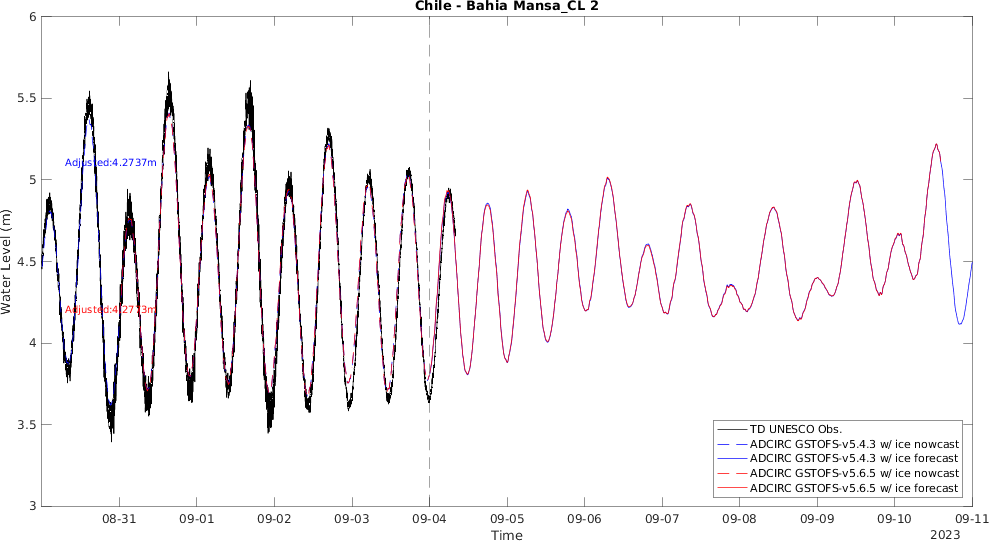 Chile - Bahia Mansa_CL 2
6
5.5
5
4.5
4
3.5
3
Water Level (m)
Adjusted:4.2737m
Adjusted:4.2773m
TD UNESCO Obs.
ADCIRC GSTOFS-v5.4.3 w/ ice nowcast
ADCIRC GSTOFS-v5.4.3 w/ ice forecast
ADCIRC GSTOFS-v5.6.5 w/ ice nowcast
ADCIRC GSTOFS-v5.6.5 w/ ice forecast
08-31 09-01 09-02 09-03 09-04 09-05 09-06 09-07 09-08 09-09 09-10 09-11
Time
2023